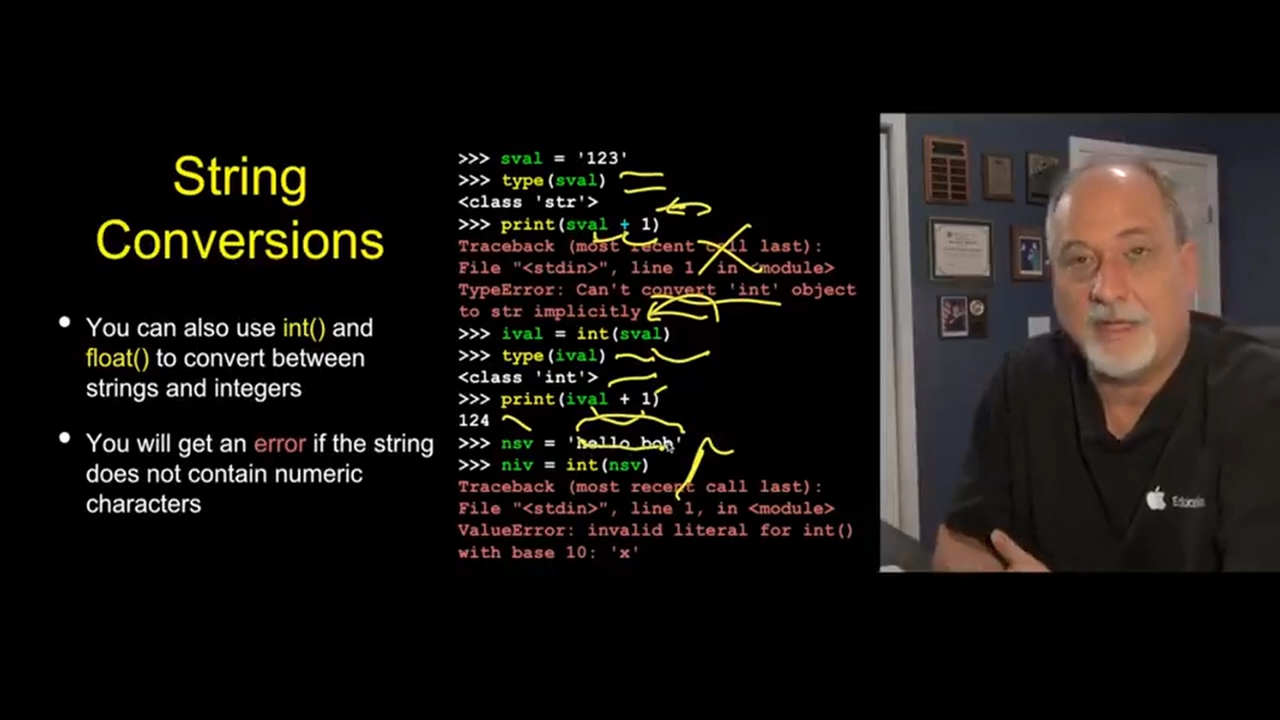 String
Conversions
• You can also use int() and
float() to convert between
strings and integers
• You will get an error if the string
does not contain numeric
characters
>>> sval = '123'
>>> type(sval)
<class 'str'>
>>> print(sval + 1)
Traceback (most recent call last):
File "<stdin>", line 1, in <module>
TypeError: Can't convert 'int' object
to str implicitly
>>> ival = int(sval)
>>> type(ival)
<class 'int'>
>>> print(ival + 1)
124
>>> nsv = 'hello bob'
>>> niv = int(nsv)
Traceback (most recent call last):
File "<stdin>", line 1, in <module>
ValueError: invalid literal for int()
with base 10: 'x'